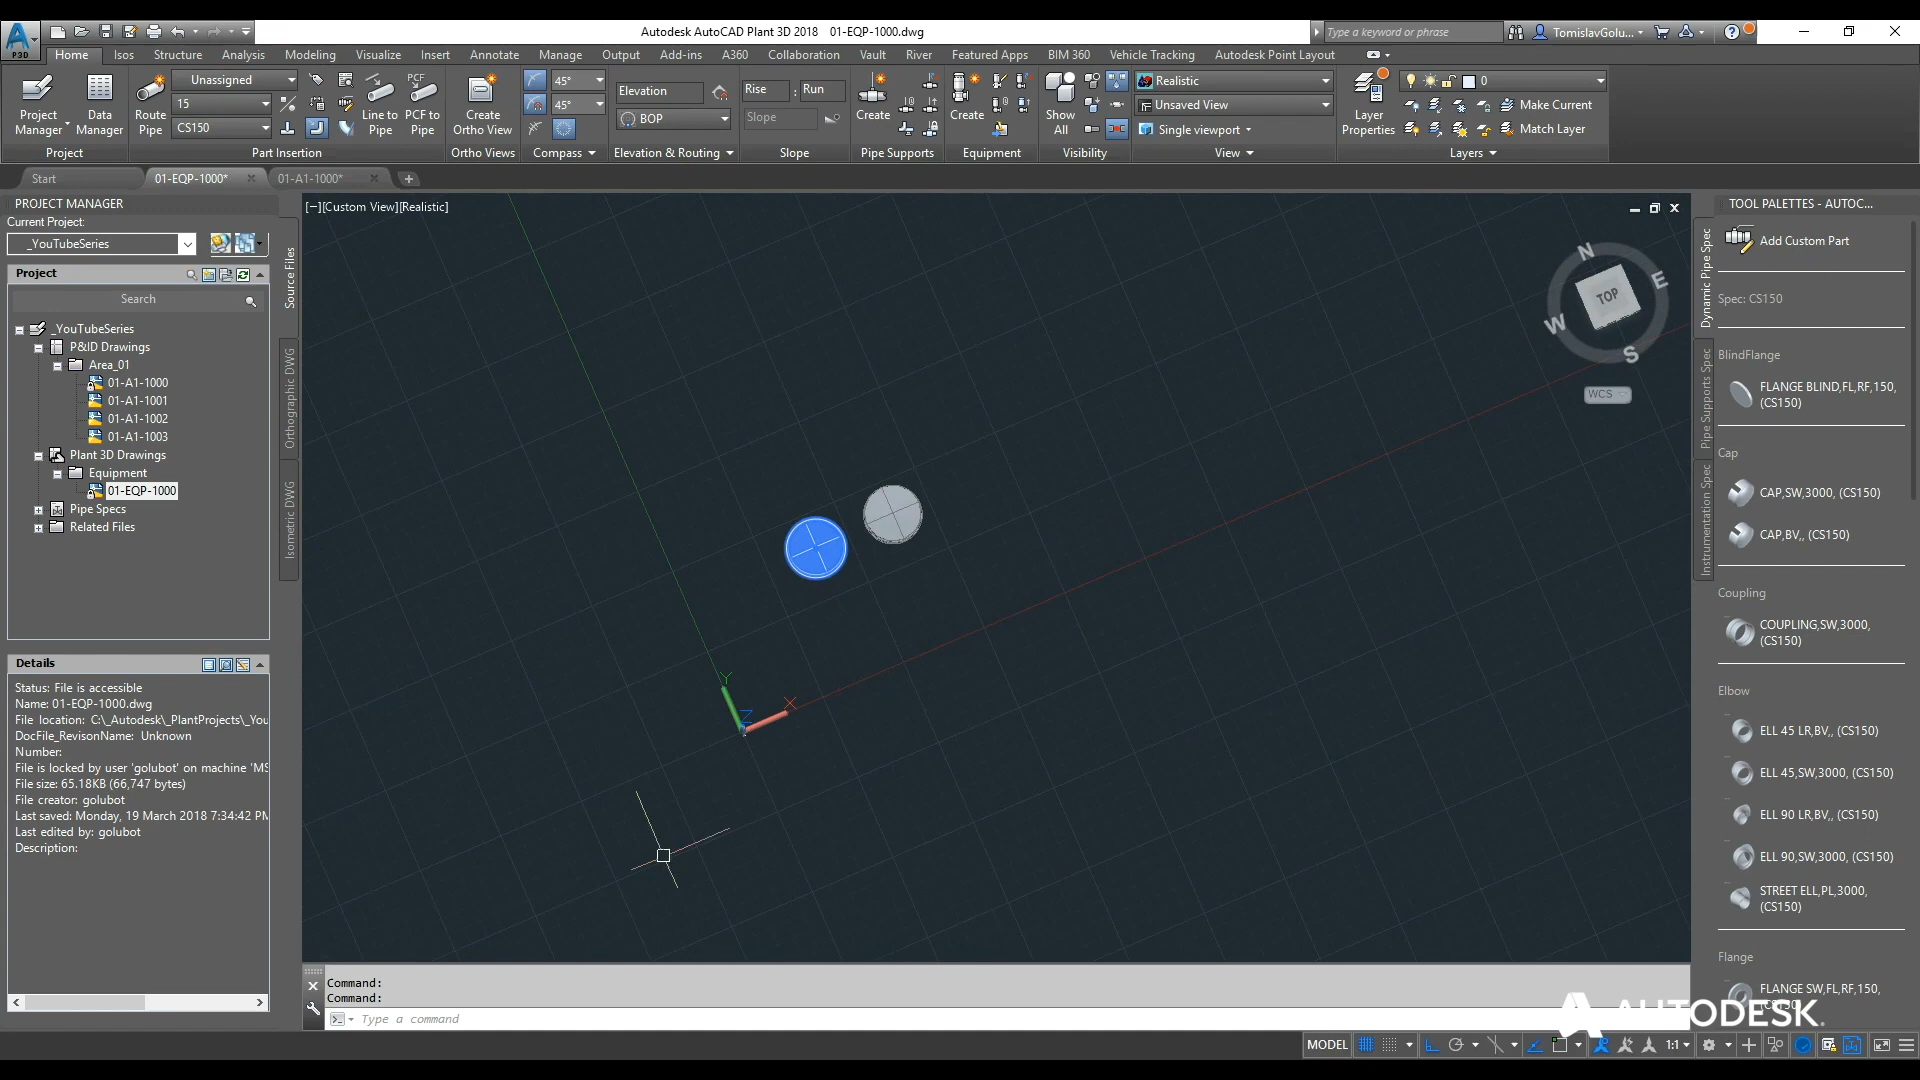 Autodesk AutoCAD Plant 3D 2018 01-EQP-1000.dwg
Type a keyword or phrase
TomislavGolu...
P3D
Home Isos Structure Analysis Modeling Visualize Insert Annotate Manage Output Add-ins A360 Collaboration Vault River Featured Apps BIM 360 Vehicle Tracking Autodesk Point Layout
Project Manager
Data Manager
Project
Route Pipe
Unassigned
15
CS150
Line to Pipe
PCF
PCF to Pipe
Part Insertion
Create Ortho View
Ortho Views
45°
45°
Compass
Elevation
BOP
Elevation & Routing
Rise : Run
Slope
Slope
Create
Pipe Supports
Create
Equipment
Show All
Visibility
Realistic
Unsaved View
Single viewport
View
Layer Properties
0
Make Current
Match Layer
Layers
Start 01-EQP-1000* 01-A1-1000*
PROJECT MANAGER
Current Project:
_YouTubeSeries
Project
Search
_YouTubeSeries
P&ID Drawings
Area_01
01-A1-1000
01-A1-1001
01-A1-1002
01-A1-1003
Plant 3D Drawings
Equipment
01-EQP-1000
Pipe Specs
Related Files
Source Files
Orthographic DWG
Isometric DWG
Details
Status: File is accessible
Name: 01-EQP-1000.dwg
File location: C:\_Autodesk\_PlantProjects\_You
DocFile_RevisonName: Unknown
Number:
File is locked by user 'golubot' on machine 'MS
File size: 65.18KB (66,747 bytes)
File creator: golubot
Last saved: Monday, 19 March 2018 7:34:42 PM
Last edited by: golubot
Description:
[−][Custom View][Realistic]
N
E
S
W
TOP
WCS
Y
X
Z
Command:
Command:
Type a command
TOOL PALETTES - AUTOC...
Dynamic Pipe Spec
Pipe Supports Spec
Instrumentation Spec
Add Custom Part
Spec: CS150
BlindFlange
FLANGE BLIND,FL,RF,150,
(CS150)
Cap
CAP,SW,3000, (CS150)
CAP,BV,, (CS150)
Coupling
COUPLING,SW,3000,
(CS150)
Elbow
ELL 45 LR,BV,, (CS150)
ELL 45,SW,3000, (CS150)
ELL 90 LR,BV,, (CS150)
ELL 90,SW,3000, (CS150)
STREET ELL,PL,3000,
(CS150)
Flange
FLANGE SW,FL,RF,150,
AUTODESK.
MODEL
1:1